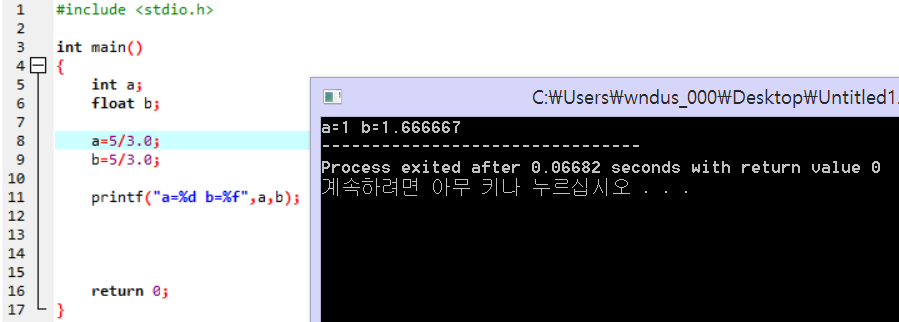 1 #include <stdio.h>
2
3 int main()
4 {
5 int a;
6 float b;
7
8 a=5/3.0;
9 b=5/3.0;
10
11 printf("a=%d b=%f",a,b);
12
13
14
15
16 return 0;
17 }
C:₩Users₩wndus_000₩Desktop₩Untitled1.
a=1 b=1.666667
--------------------------------
Process exited after 0.06682 seconds with return value 0
계속하려면 아무 키나 누르십시오 . . .